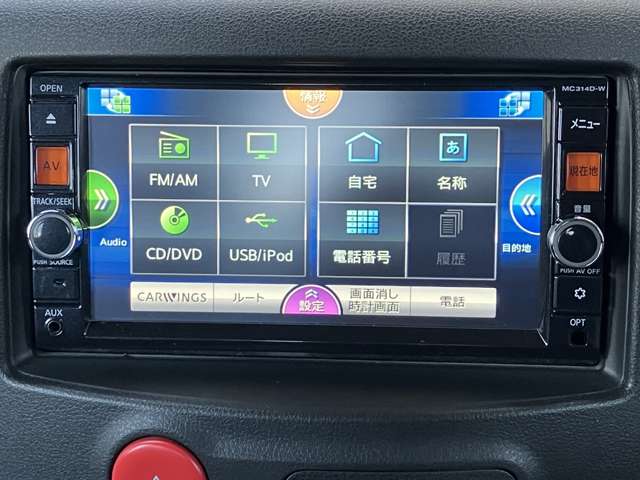 OPEN
MC314D-W
情報
メニュー
AV
現在地
FM/AM
TV
自宅
名称
あ
TRACK/SEEK
音量
Audio
目的地
CD/DVD
USB/iPod
電話番号
履歴
PUSH SOURCE
PUSH AV OFF
CARWINGS
ルート
設定
画面消し
時計画面
電話
AUX
OPT